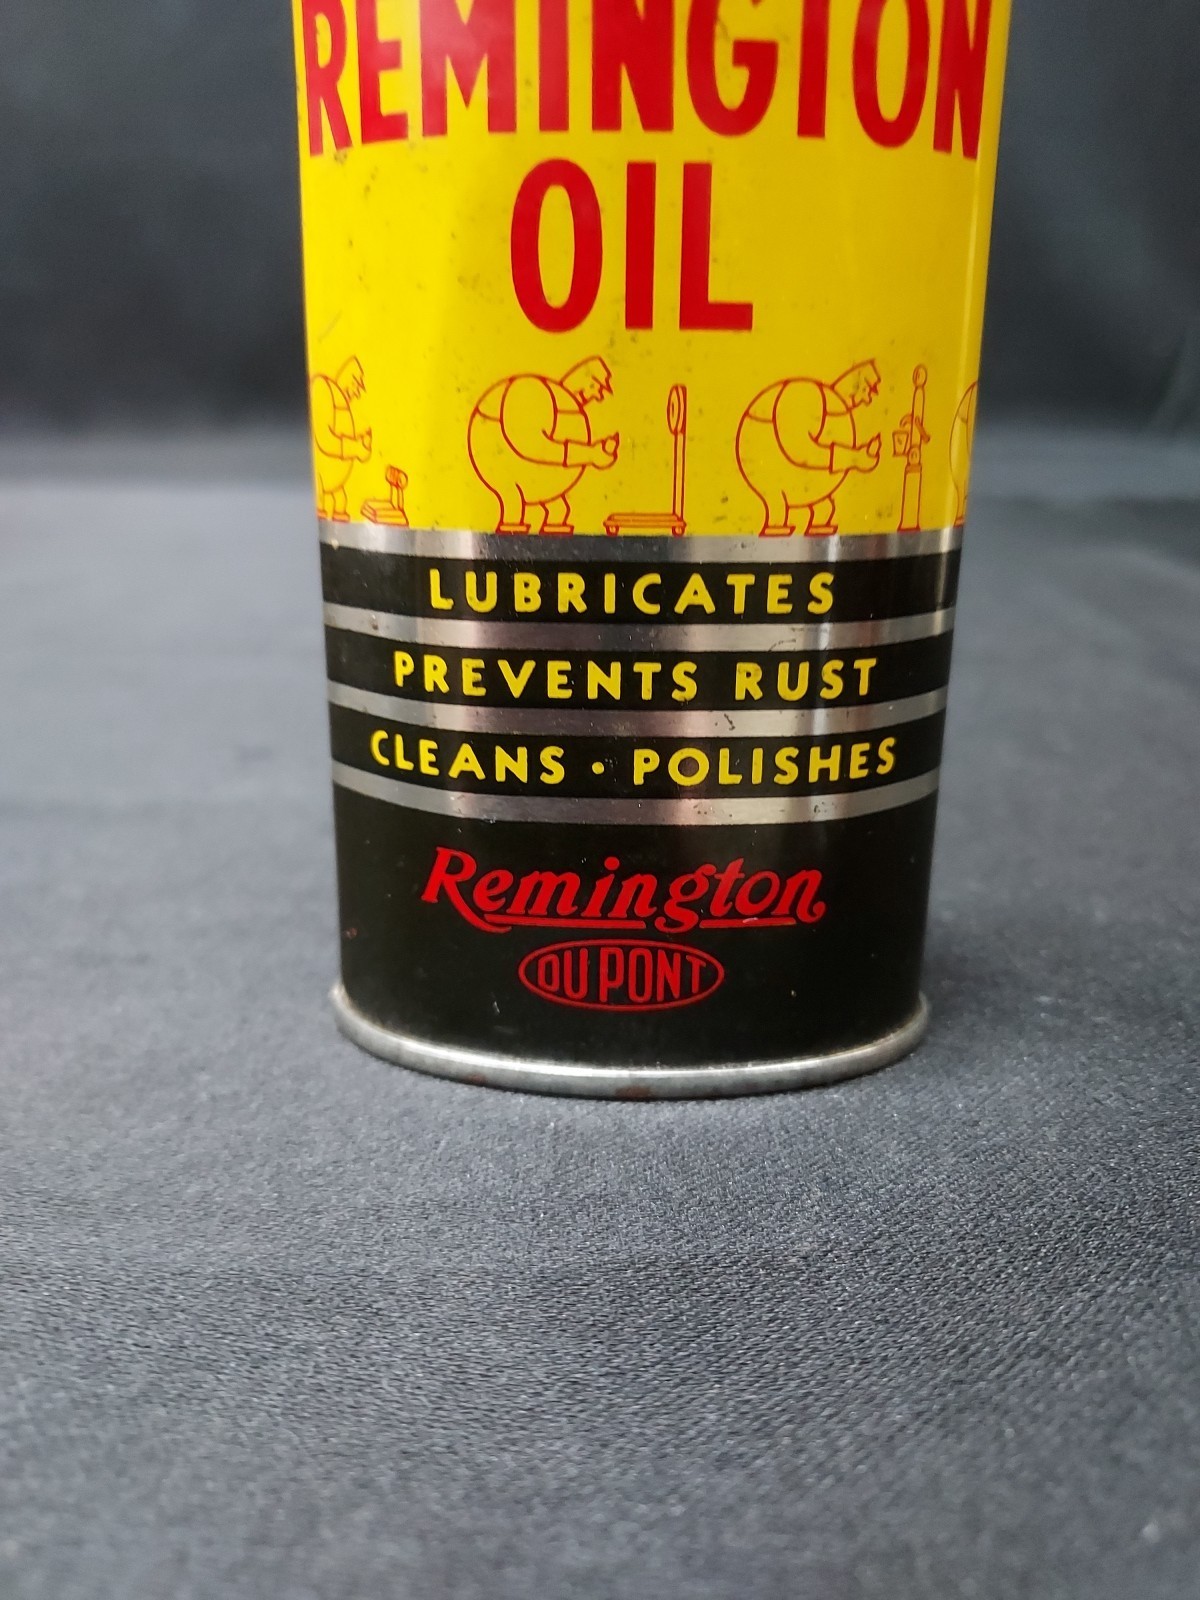 REMINGTON
OIL
LUBRICATES
PREVENTS RUST
CLEANS · POLISHES
Remington
DU PONT